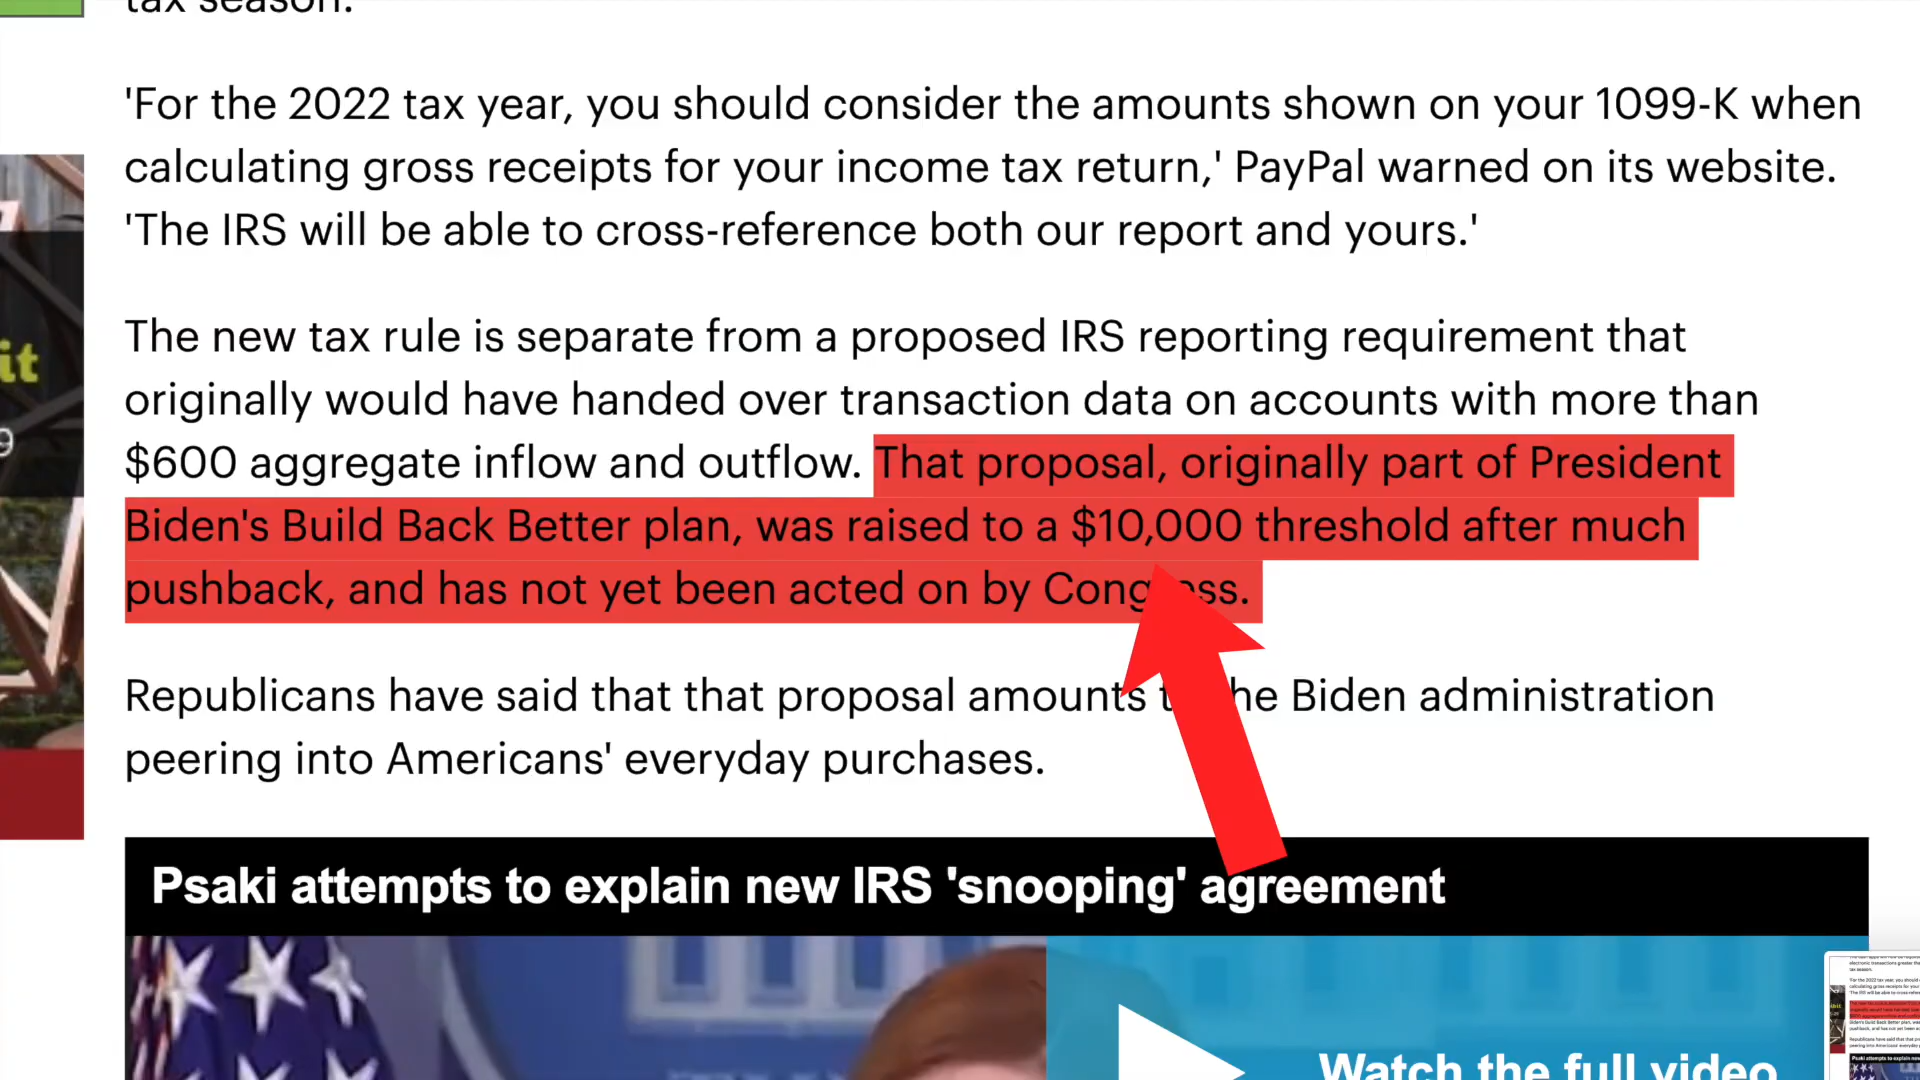 tax season.
'For the 2022 tax year, you should consider the amounts shown on your 1099-K when
calculating gross receipts for your income tax return,' PayPal warned on its website.
'The IRS will be able to cross-reference both our report and yours.'
it
9
The new tax rule is separate from a proposed IRS reporting requirement that
originally would have handed over transaction data on accounts with more than
$600 aggregate inflow and outflow. That proposal, originally part of President
Biden's Build Back Better plan, was raised to a $10,000 threshold after much
pushback, and has not yet been acted on by Congress.
Republicans have said that that proposal amounts to the Biden administration
peering into Americans' everyday purchases.
Psaki attempts to explain new IRS 'snooping' agreement
Watch the full video